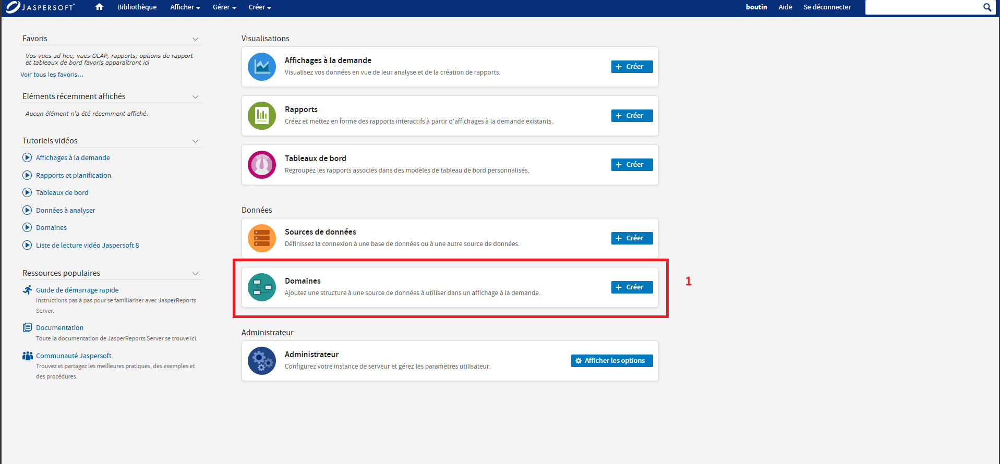 JASPERSOFT™
Bibliothèque
Afficher
Gérer
Créer
boutin
Aide
Se déconnecter
Favoris
Vos vues ad hoc, vues OLAP, rapports, options de rapport
et tableaux de bord favoris apparaîtront ici
Voir tous les favoris...
Eléments récemment affichés
Aucun élément n'a été récemment affiché.
Tutoriels vidéos
Affichages à la demande
Rapports et planification
Tableaux de bord
Données à analyser
Domaines
Liste de lecture vidéo Jaspersoft 8
Ressources populaires
Guide de démarrage rapide
Instructions pas à pas pour se familiariser avec JasperReports
Server.
Documentation
Toute la documentation de JasperReports Server se trouve ici.
Communauté Jaspersoft
Trouvez et partagez les meilleures pratiques, des exemples et
des procédures.
Visualisations
Affichages à la demande
Visualisez vos données en vue de leur analyse et de la création de rapports.
+ Créer
Rapports
Créez et mettez en forme des rapports interactifs à partir d'affichages à la demande existants.
+ Créer
Tableaux de bord
Regroupez les rapports associés dans des modèles de tableau de bord personnalisés.
+ Créer
Données
Sources de données
Définissez la connexion à une base de données ou à une autre source de données.
+ Créer
Domaines
Ajoutez une structure à une source de données à utiliser dans un affichage à la demande.
+ Créer
1
Administrateur
Administrateur
Configurez votre instance de serveur et gérez les paramètres utilisateur.
Afficher les options